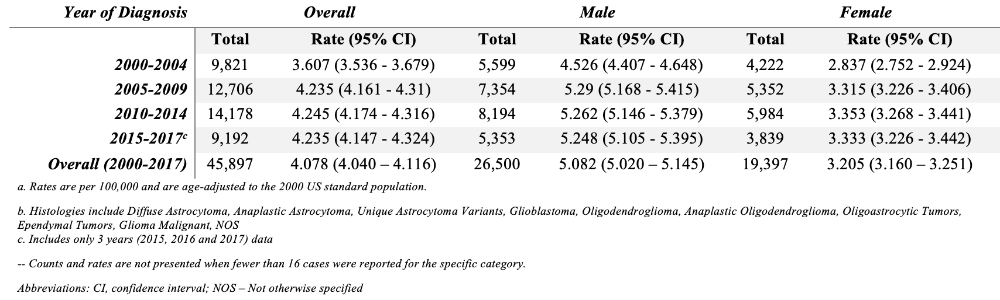 Year of Diagnosis Overall Male Female
Total Rate (95% CI) Total Rate (95% CI) Total Rate (95% CI)
2000-2004 9,821 3.607 (3.536 - 3.679) 5,599 4.526 (4.407 - 4.648) 4,222 2.837 (2.752 - 2.924)
2005-2009 12,706 4.235 (4.161 - 4.31) 7,354 5.29 (5.168 - 5.415) 5,352 3.315 (3.226 - 3.406)
2010-2014 14,178 4.245 (4.174 - 4.316) 8,194 5.262 (5.146 - 5.379) 5,984 3.353 (3.268 - 3.441)
2015-2017c 9,192 4.235 (4.147 - 4.324) 5,353 5.248 (5.105 - 5.395) 3,839 3.333 (3.226 - 3.442)
Overall (2000-2017) 45,897 4.078 (4.040 – 4.116) 26,500 5.082 (5.020 – 5.145) 19,397 3.205 (3.160 – 3.251)
a. Rates are per 100,000 and are age-adjusted to the 2000 US standard population.
b. Histologies include Diffuse Astrocytoma, Anaplastic Astrocytoma, Unique Astrocytoma Variants, Glioblastoma, Oligodendroglioma, Anaplastic Oligodendroglioma, Oligoastrocytic Tumors,
Ependymal Tumors, Glioma Malignant, NOS
c. Includes only 3 years (2015, 2016 and 2017) data
-- Counts and rates are not presented when fewer than 16 cases were reported for the specific category.
Abbreviations: CI, confidence interval; NOS – Not otherwise specified